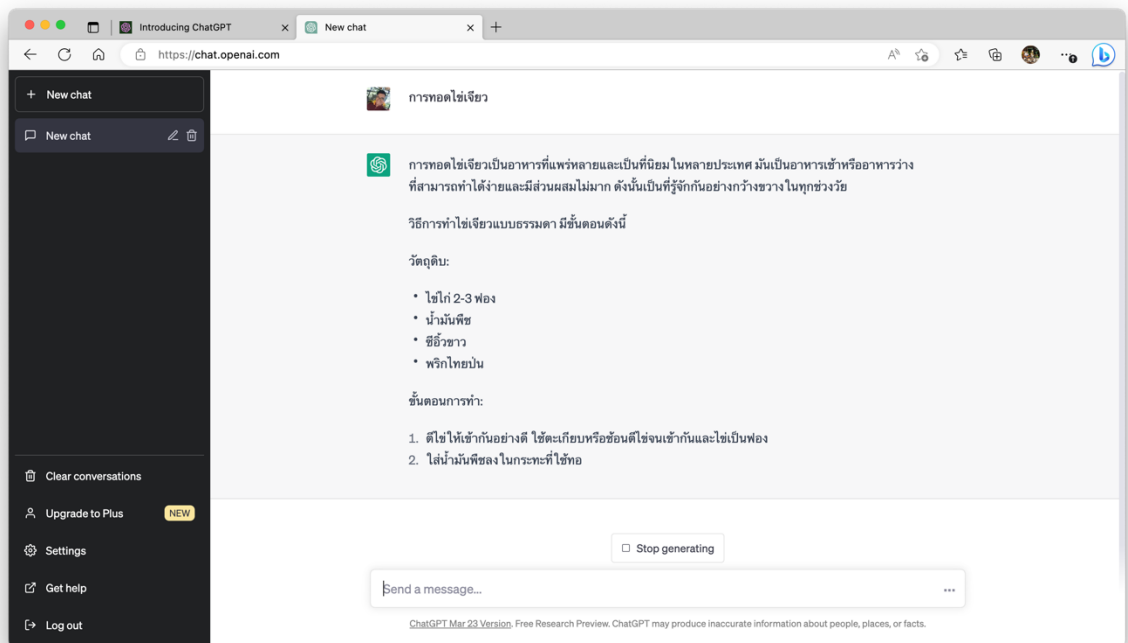 Introducing ChatGPT
New chat
https://chat.openai.com
+ New chat
New chat
การทอดไข่เจียว
การทอดไข่เจียวเป็นอาหารที่แพร่หลายและเป็นที่นิยมในหลายประเทศ มันเป็นอาหารเช้าหรืออาหารว่าง
ที่สามารถทำได้ง่ายและมีส่วนผสมไม่มาก ดังนั้นเป็นที่รู้จักกันอย่างกว้างขวางในทุกช่วงวัย
วิธีการทำไข่เจียวแบบธรรมดา มีขั้นตอนดังนี้
วัตถุดิบ:
• ไข่ไก่ 2-3 ฟอง
• น้ำมันพืช
• ซีอิ้วขาว
• พริกไทยป่น
ขั้นตอนการทำ:
1. ตีไข่ให้เข้ากันอย่างดี ใช้ตะเกียบหรือช้อนตีไข่จนเข้ากันและไข่เป็นฟอง
2. ใส่น้ำมันพืชลงในกระทะที่ใช้ทอ
Clear conversations
Upgrade to Plus NEW
Settings
Get help
Log out
Stop generating
Send a message...
ChatGPT Mar 23 Version. Free Research Preview. ChatGPT may produce inaccurate information about people, places, or facts.